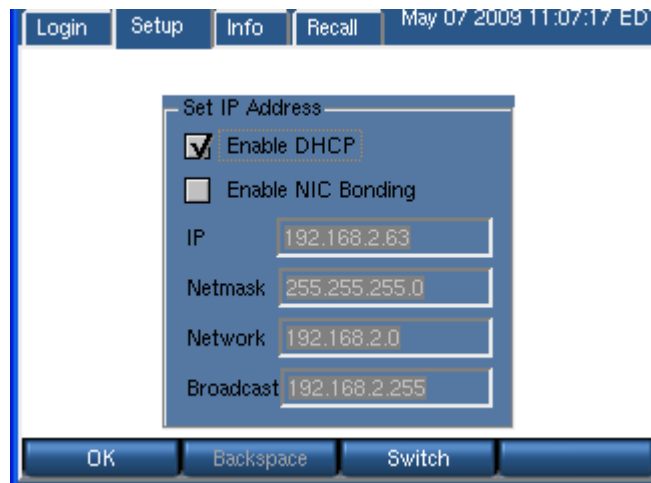 Login Setup Info Recall May 07 2009 11:07:17 ED
Set IP Address
Enable DHCP
Enable NIC Bonding
IP 192.168.2.63
Netmask 255.255.255.0
Network 192.168.2.0
Broadcast 192.168.2.255
OK Backspace Switch